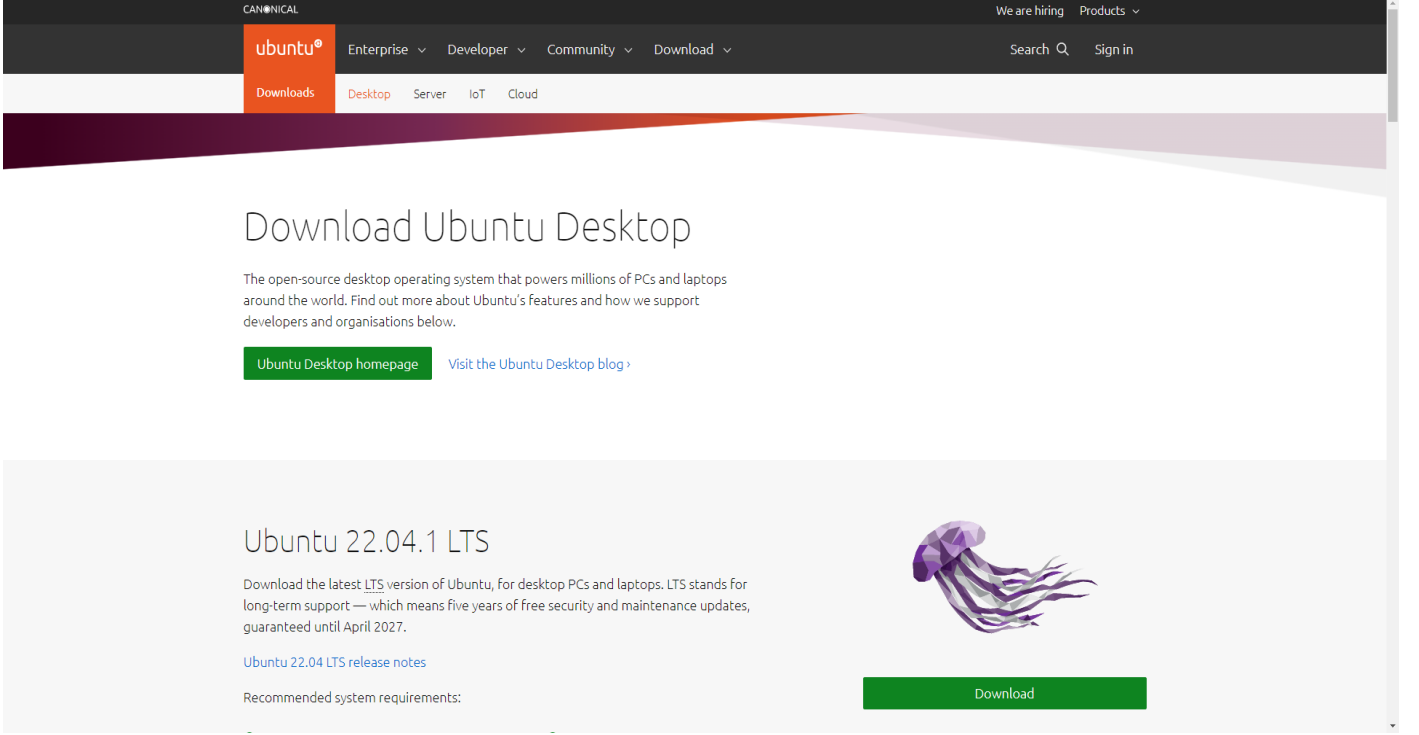 CANONICAL
We are hiring Products
ubuntu Enterprise Developer Community Download Search Sign in
Downloads Desktop Server IoT Cloud
Download Ubuntu Desktop
The open-source desktop operating system that powers millions of PCs and laptops
around the world. Find out more about Ubuntu's features and how we support
developers and organisations below.
Ubuntu Desktop homepage Visit the Ubuntu Desktop blog ›
Ubuntu 22.04.1 LTS
Download the latest LTS version of Ubuntu, for desktop PCs and laptops. LTS stands for
long-term support — which means five years of free security and maintenance updates,
guaranteed until April 2027.
Ubuntu 22.04 LTS release notes
Recommended system requirements:
Download